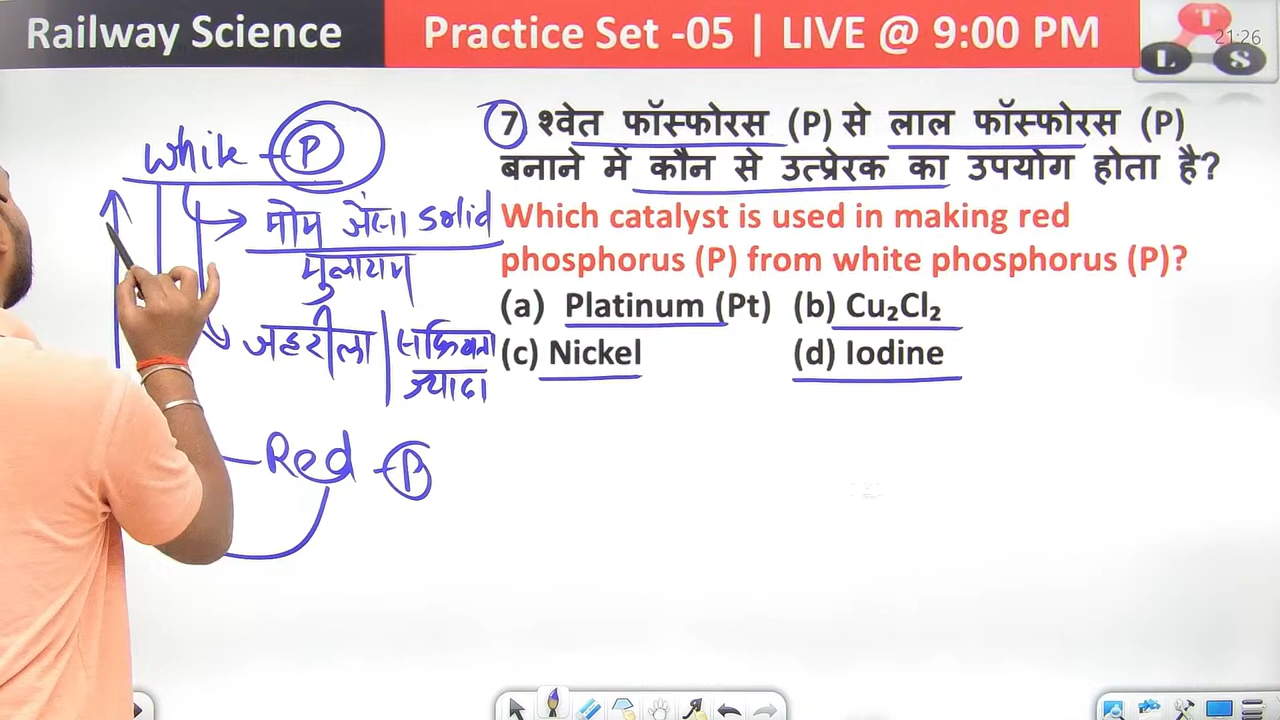 Railway Science
Practice Set -05 | LIVE @ 9:00 PM
T
L S
21:26
7 श्वेत फॉस्फोरस (P) से लाल फॉस्फोरस (P)
बनाने में कौन से उत्प्रेरक का उपयोग होता है?
Which catalyst is used in making red
phosphorus (P) from white phosphorus (P)?
(a) Platinum (Pt) (b) Cu₂Cl₂
(c) Nickel (d) Iodine
White - P
मोम जैसा solid
मुलायम
जहरीला | सक्रियता
ज्यादा
Red - P